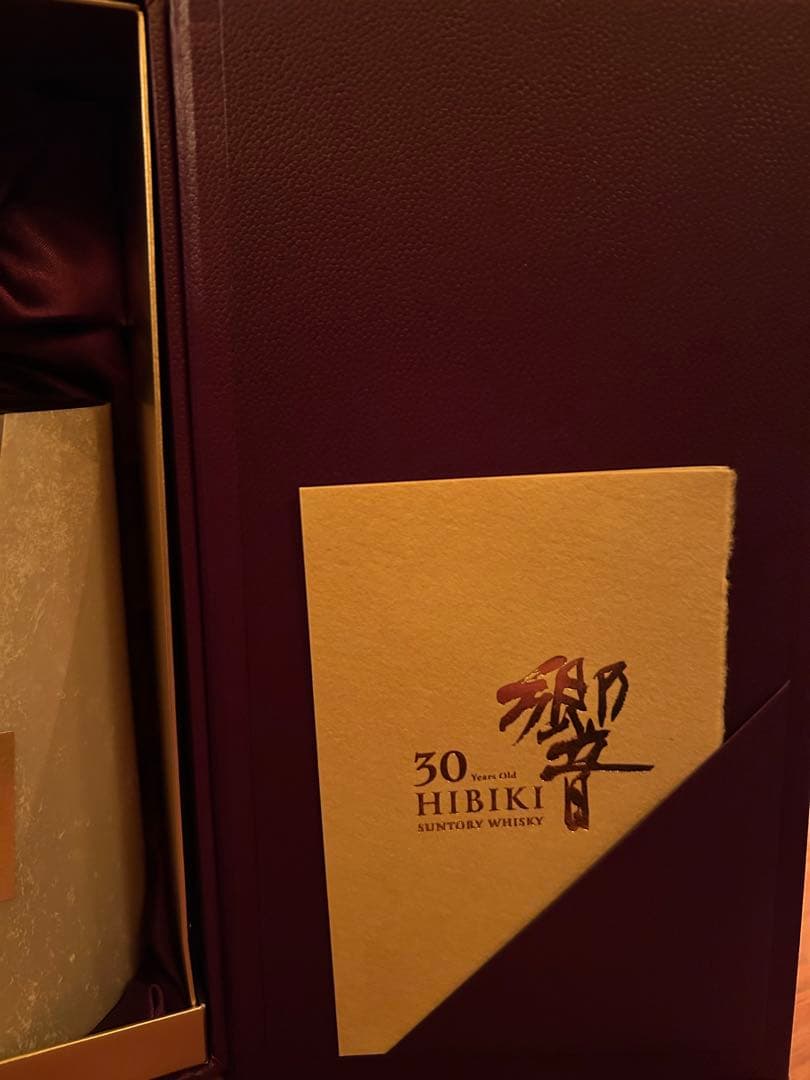 響
30 Years Old
HIBIKI
SUNTORY WHISKY